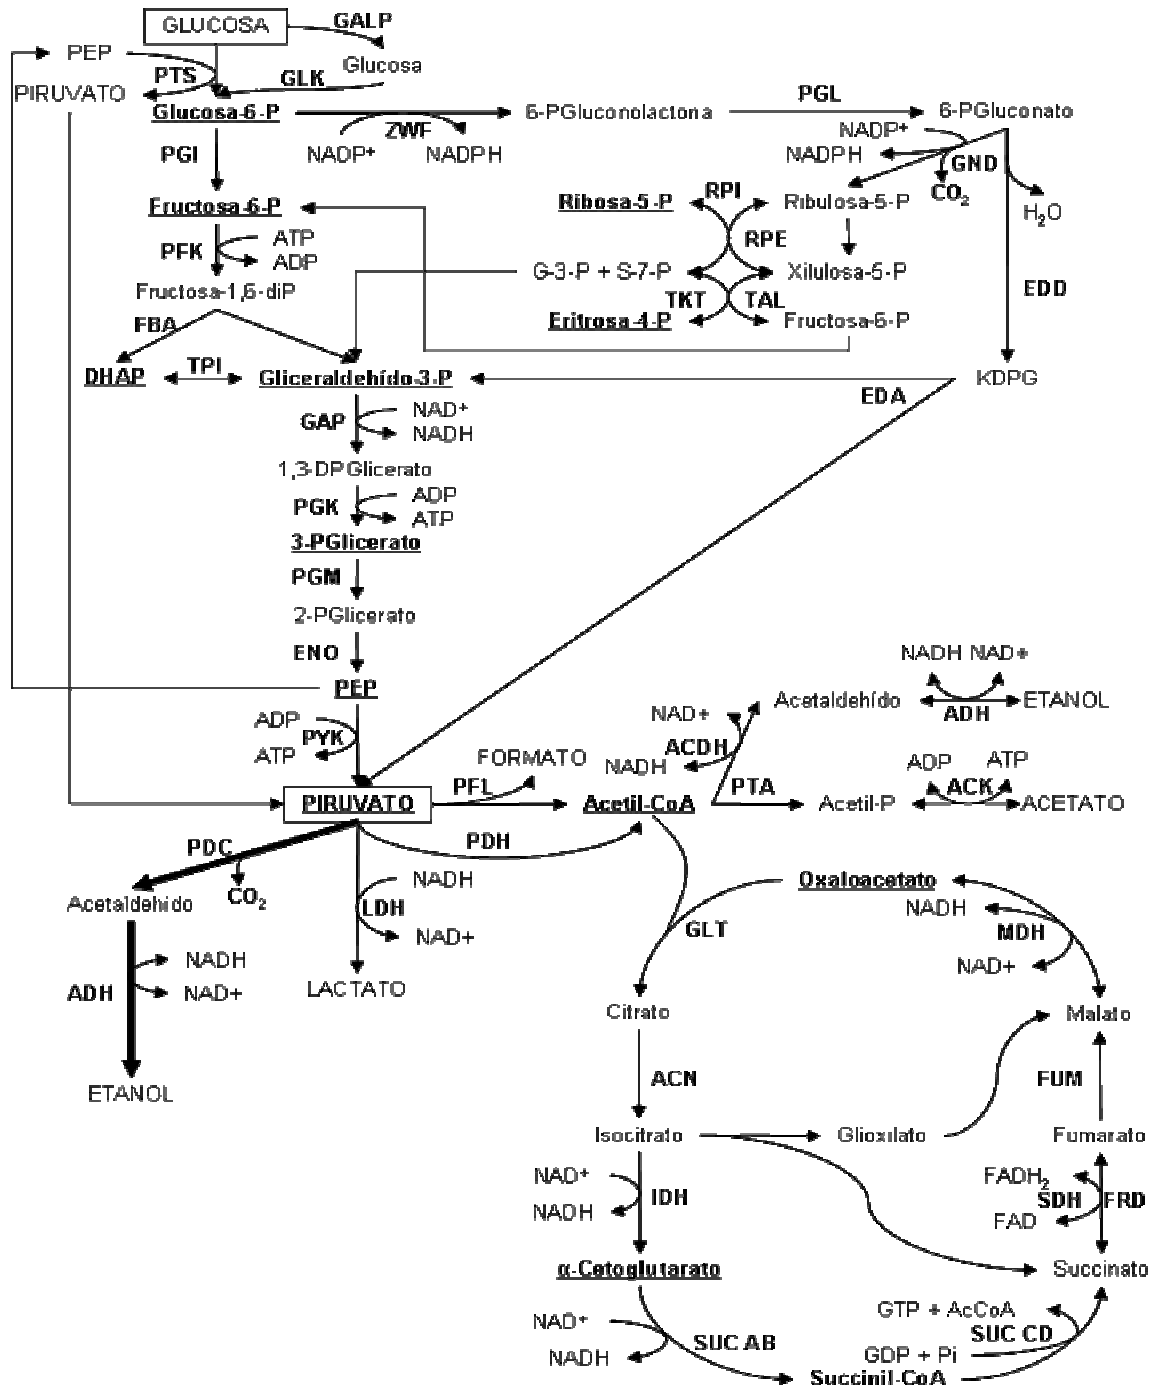 GLUCOSA
GALP
PEP
Glucosa
PTS
GLK
PIRUVATO
Glucosa-6-P
ZWF
NADP+
NADPH
6-PGluconolactona
PGL
6-PGluconato
NADP+
NADPH
GND
CO2
H2O
PGI
Fructosa-6-P
Ribosa-5-P
RPI
Ribulosa-5-P
RPE
PFK
ATP
ADP
G-3-P + S-7-P
Xilulosa-5-P
EDD
Fructosa-1,6-diP
TKT
TAL
Eritrosa-4-P
Fructosa-6-P
FBA
DHAP
TPI
Gliceraldehído-3-P
EDA
KDPG
GAP
NAD+
NADH
1,3-DPGlicerato
PGK
ADP
ATP
3-PGlicerato
PGM
2-PGlicerato
ENO
PEP
ADP
PYK
ATP
NADH NAD+
Acetaldehído
ADH
ETANOL
NAD+
ACDH
NADH
FORMATO
PFL
PIRUVATO
Acetil-CoA
PTA
Acetil-P
ADP
ATP
ACK
ACETATO
PDH
PDC
CO2
Acetaldehido
NADH
LDH
NAD+
LACTATO
NADH
NAD+
ADH
ETANOL
Oxaloacetato
NADH
MDH
NAD+
GLT
Citrato
Malato
ACN
FUM
Isocitrato
Glioxilato
Fumarato
NAD+
IDH
NADH
FADH2
SDH
FRD
FAD
α-Cetoglutarato
Succinato
NAD+
SUC AB
NADH
GTP + AcCoA
SUC CD
GDP + Pi
Succinil-CoA